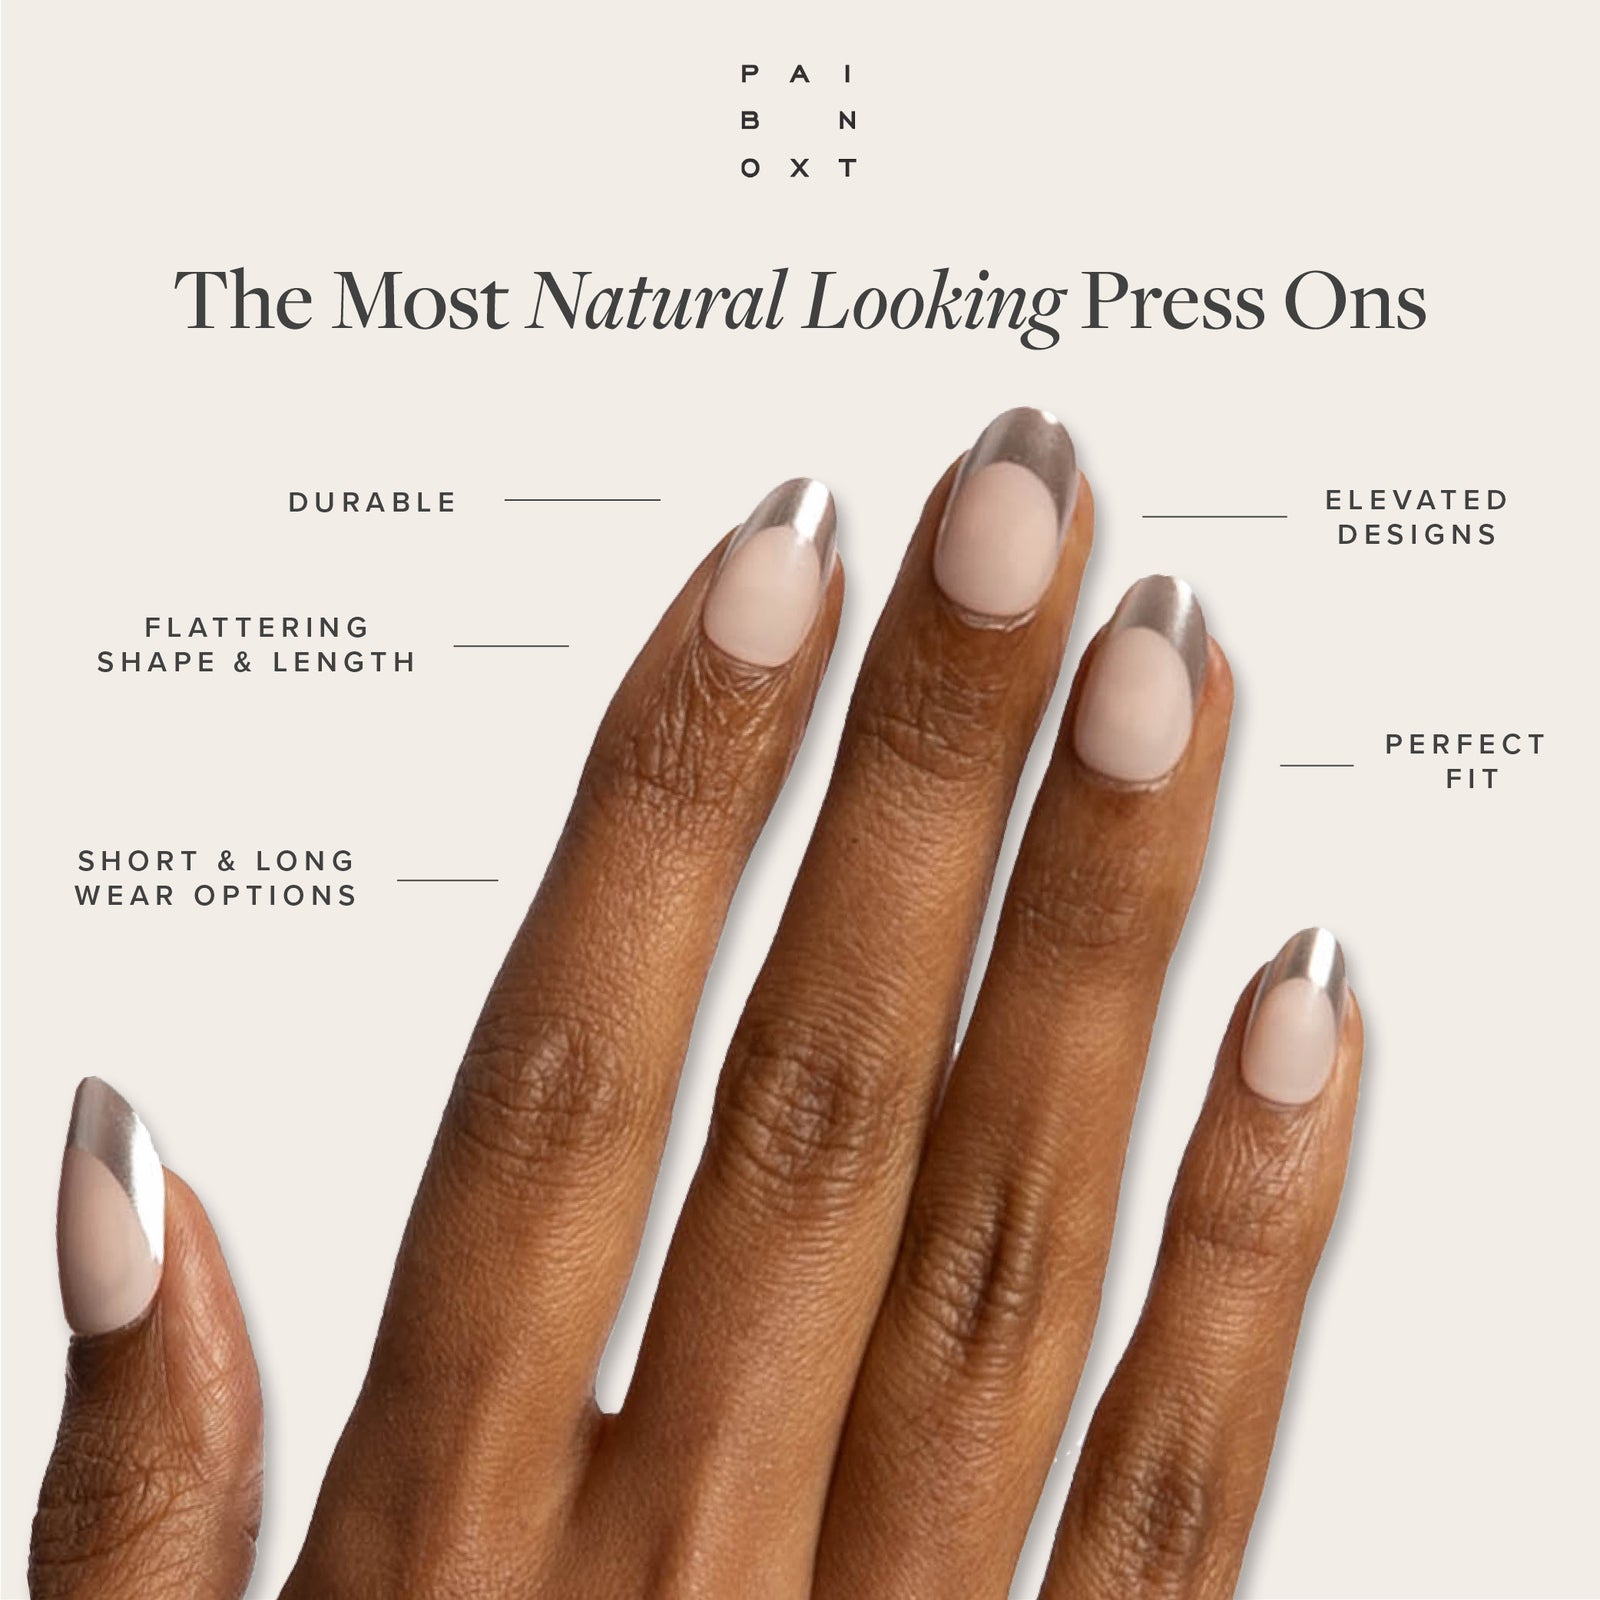 P A I
B N
O X T
The Most Natural Looking Press Ons
DURABLE
ELEVATED
DESIGNS
FLATTERING
SHAPE & LENGTH
PERFECT
FIT
SHORT & LONG
WEAR OPTIONS